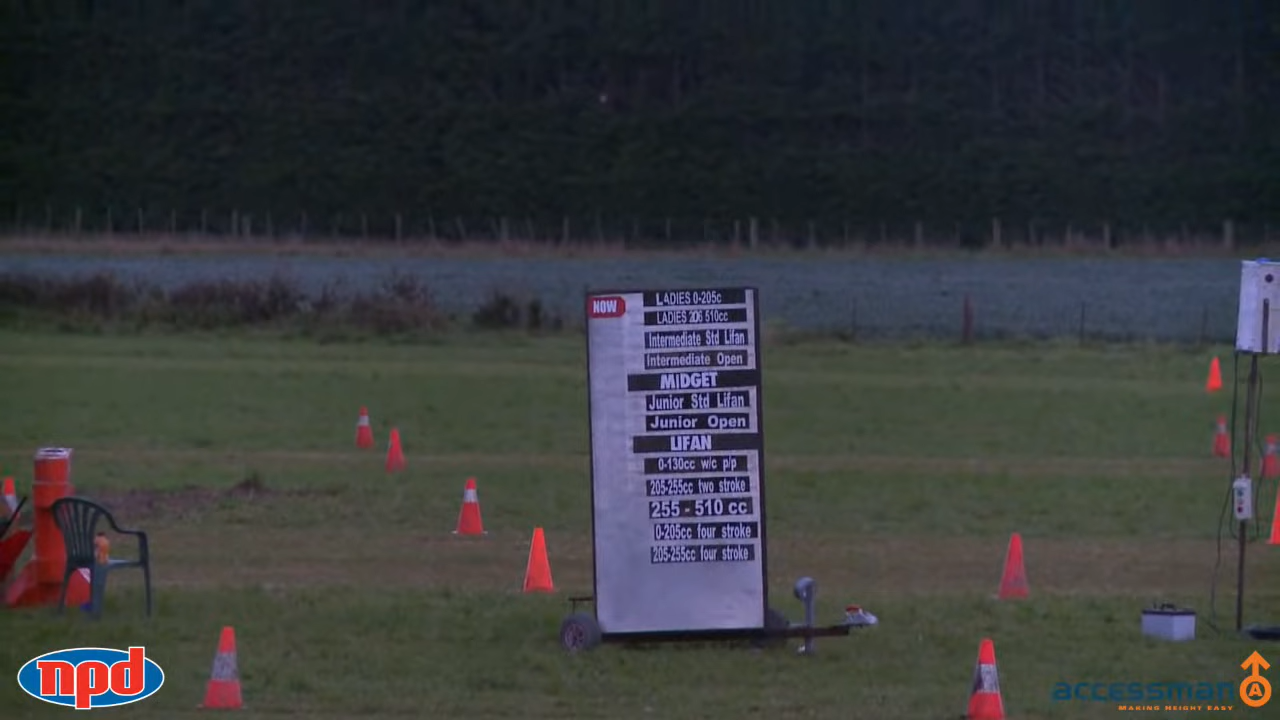 NOW
LADIES 0-205c
LADIES 206 510cc
Intermediate Std Lifan
Intermediate Open
MIDGET
Junior Std Lifan
Junior Open
LIFAN
0-130cc w/c p/p
205-255cc two stroke
255 - 510 cc
0-205cc four stroke
205-255cc four stroke
npd
accessman
MAKING HEIGHT EASY
A